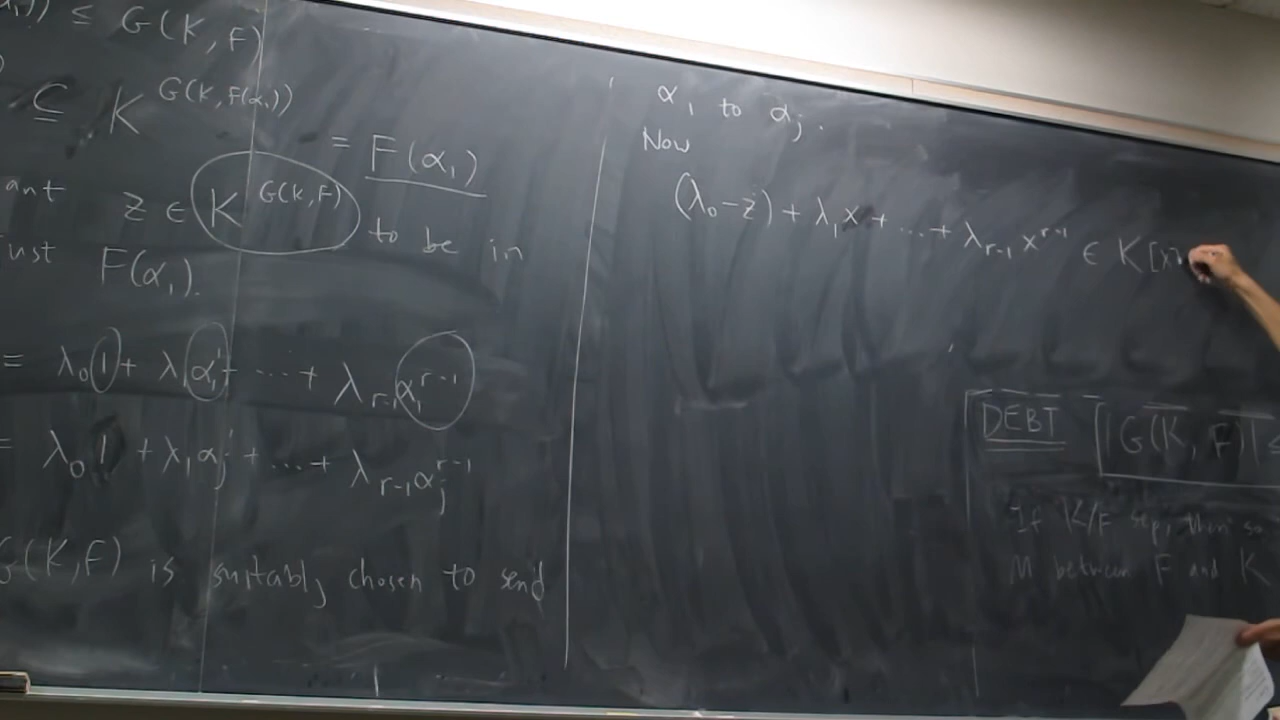 )) ≤ G(K,F)
⊆ K^{G(K,F(α₁))}
= F(α₁)
ant z ∈ K^{G(K,F)} to be in
ust F(α₁).
= λ₀1 + λ₁α₁' + ... + λ_{r-1}α₁^{r-1}
= λ₀1 + λ₁α_j' + ... + λ_{r-1}α_j^{r-1}
G(K,F) is suitably chosen to send
α₁ to α_j.
Now
(λ₀-z) + λ₁x + ... + λ_{r-1}x^{r-1} ∈ K[x]
DEBT |G(K,F)| ≤
If K/F sep, then so
M between F and K